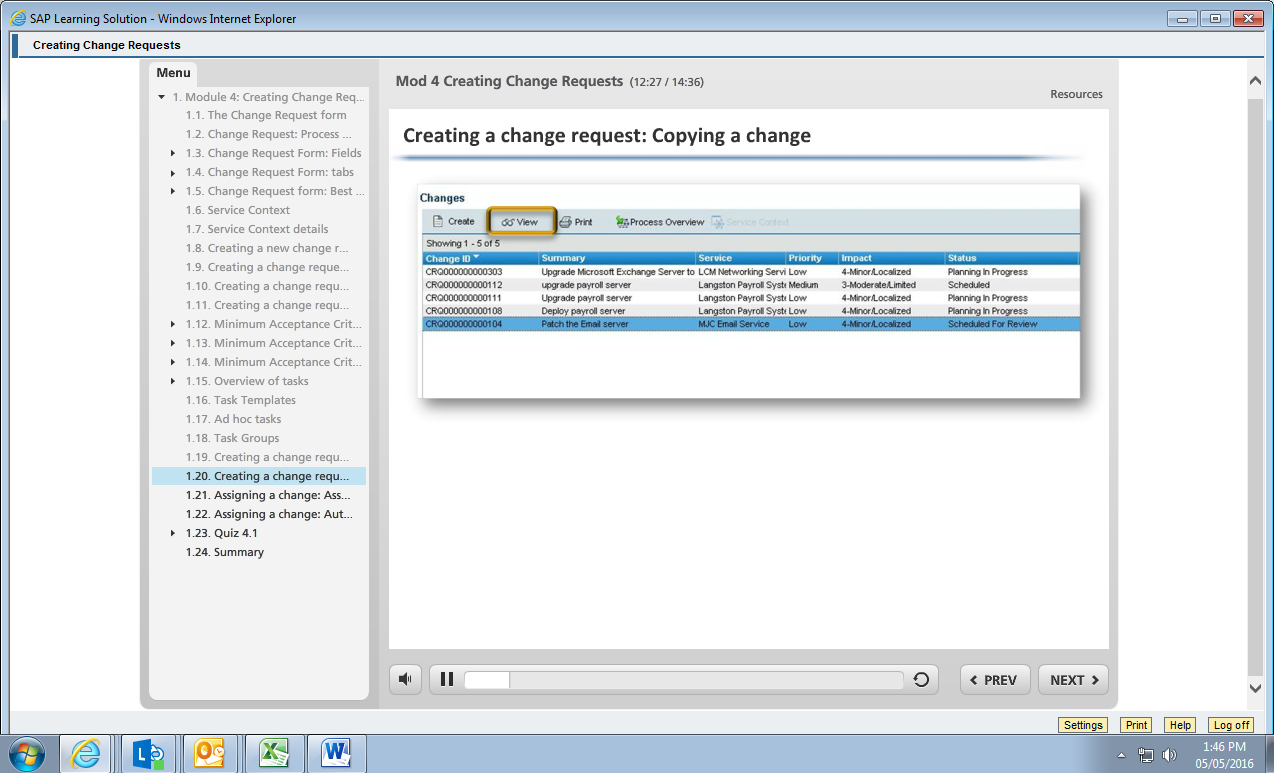 SAP Learning Solution - Windows Internet Explorer
Creating Change Requests
Menu
1. Module 4: Creating Change Req...
1.1. The Change Request form
1.2. Change Request: Process ...
1.3. Change Request Form: Fields
1.4. Change Request Form: tabs
1.5. Change Request form: Best ...
1.6. Service Context
1.7. Service Context details
1.8. Creating a new change r...
1.9. Creating a change reque...
1.10. Creating a change requ...
1.11. Creating a change requ...
1.12. Minimum Acceptance Crit...
1.13. Minimum Acceptance Crit...
1.14. Minimum Acceptance Crit...
1.15. Overview of tasks
1.16. Task Templates
1.17. Ad hoc tasks
1.18. Task Groups
1.19. Creating a change requ...
1.20. Creating a change requ...
1.21. Assigning a change: Ass...
1.22. Assigning a change: Aut...
1.23. Quiz 4.1
1.24. Summary
Mod 4 Creating Change Requests (12:27 / 14:36)
Resources
Creating a change request: Copying a change
Changes
Create View Print Process Overview Service Context
Showing 1 - 5 of 5
Change ID Summary Service Priority Impact Status
CRQ000000000303 Upgrade Microsoft Exchange Server to LCM Networking Servi Low 4-Minor/Localized Planning In Progress
CRQ000000000112 upgrade payroll server Langston Payroll Syste Medium 3-Moderate/Limited Scheduled
CRQ000000000111 Upgrade payroll server Langston Payroll Syste Low 4-Minor/Localized Planning In Progress
CRQ000000000108 Deploy payroll server Langston Payroll Syste Low 4-Minor/Localized Planning In Progress
CRQ000000000104 Patch the Email server MJC Email Service Low 4-Minor/Localized Scheduled For Review
PREV NEXT
Settings Print Help Log off
1:46 PM
05/05/2016